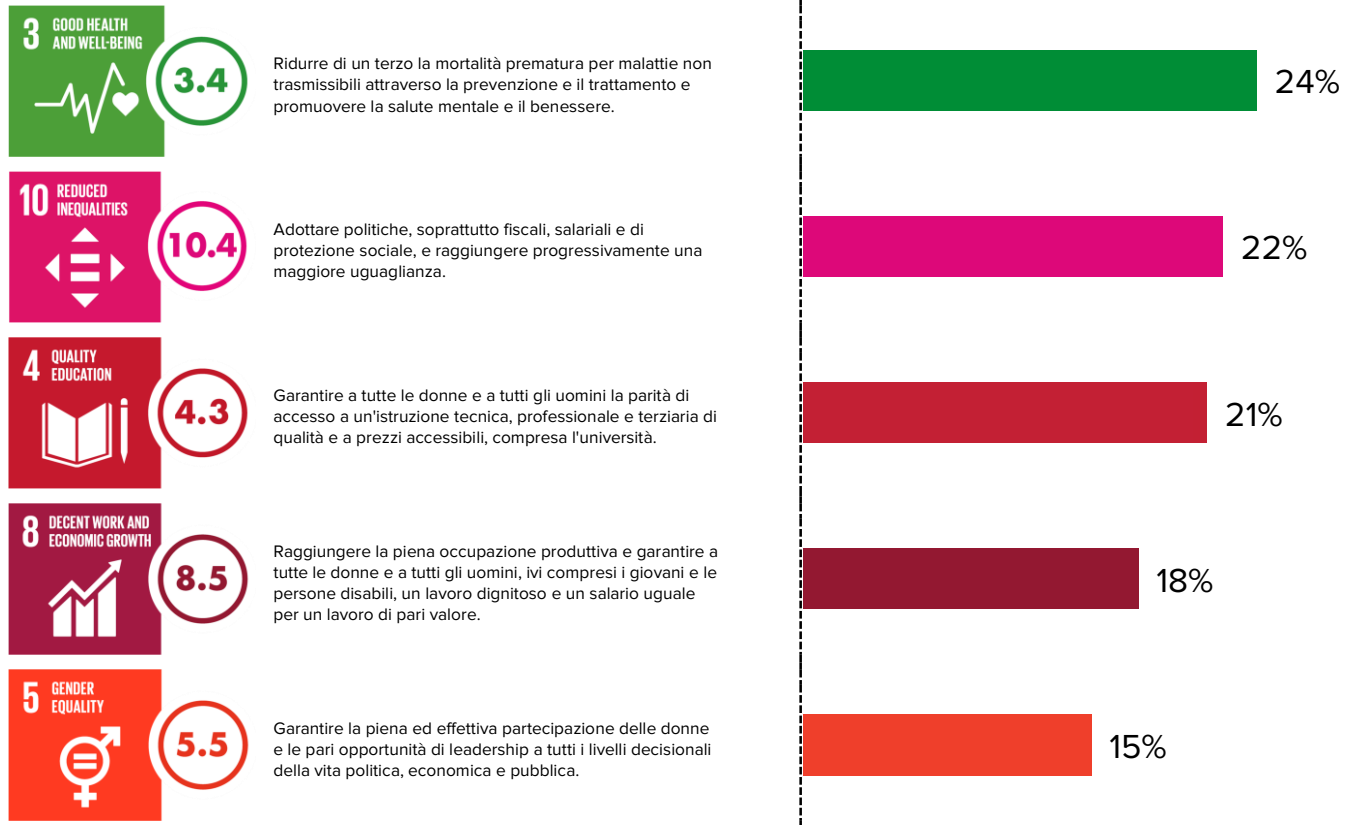 3 GOOD HEALTH
AND WELL-BEING
3.4
Ridurre di un terzo la mortalità prematura per malattie non
trasmissibili attraverso la prevenzione e il trattamento e
promuovere la salute mentale e il benessere.
24%
10 REDUCED
INEQUALITIES
10.4
Adottare politiche, soprattutto fiscali, salariali e di
protezione sociale, e raggiungere progressivamente una
maggiore uguaglianza.
22%
4 QUALITY
EDUCATION
4.3
Garantire a tutte le donne e a tutti gli uomini la parità di
accesso a un'istruzione tecnica, professionale e terziaria di
qualità e a prezzi accessibili, compresa l'università.
21%
8 DECENT WORK AND
ECONOMIC GROWTH
8.5
Raggiungere la piena occupazione produttiva e garantire a
tutte le donne e a tutti gli uomini, ivi compresi i giovani e le
persone disabili, un lavoro dignitoso e un salario uguale
per un lavoro di pari valore.
18%
5 GENDER
EQUALITY
5.5
Garantire la piena ed effettiva partecipazione delle donne
e le pari opportunità di leadership a tutti i livelli decisionali
della vita politica, economica e pubblica.
15%